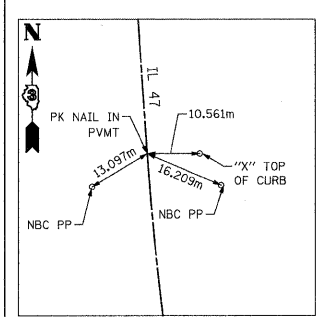 N
IL 47
PK NAIL IN
PVMT
10.561m
13.097m
16.209m
"X" TOP
OF CURB
NBC PP
NBC PP